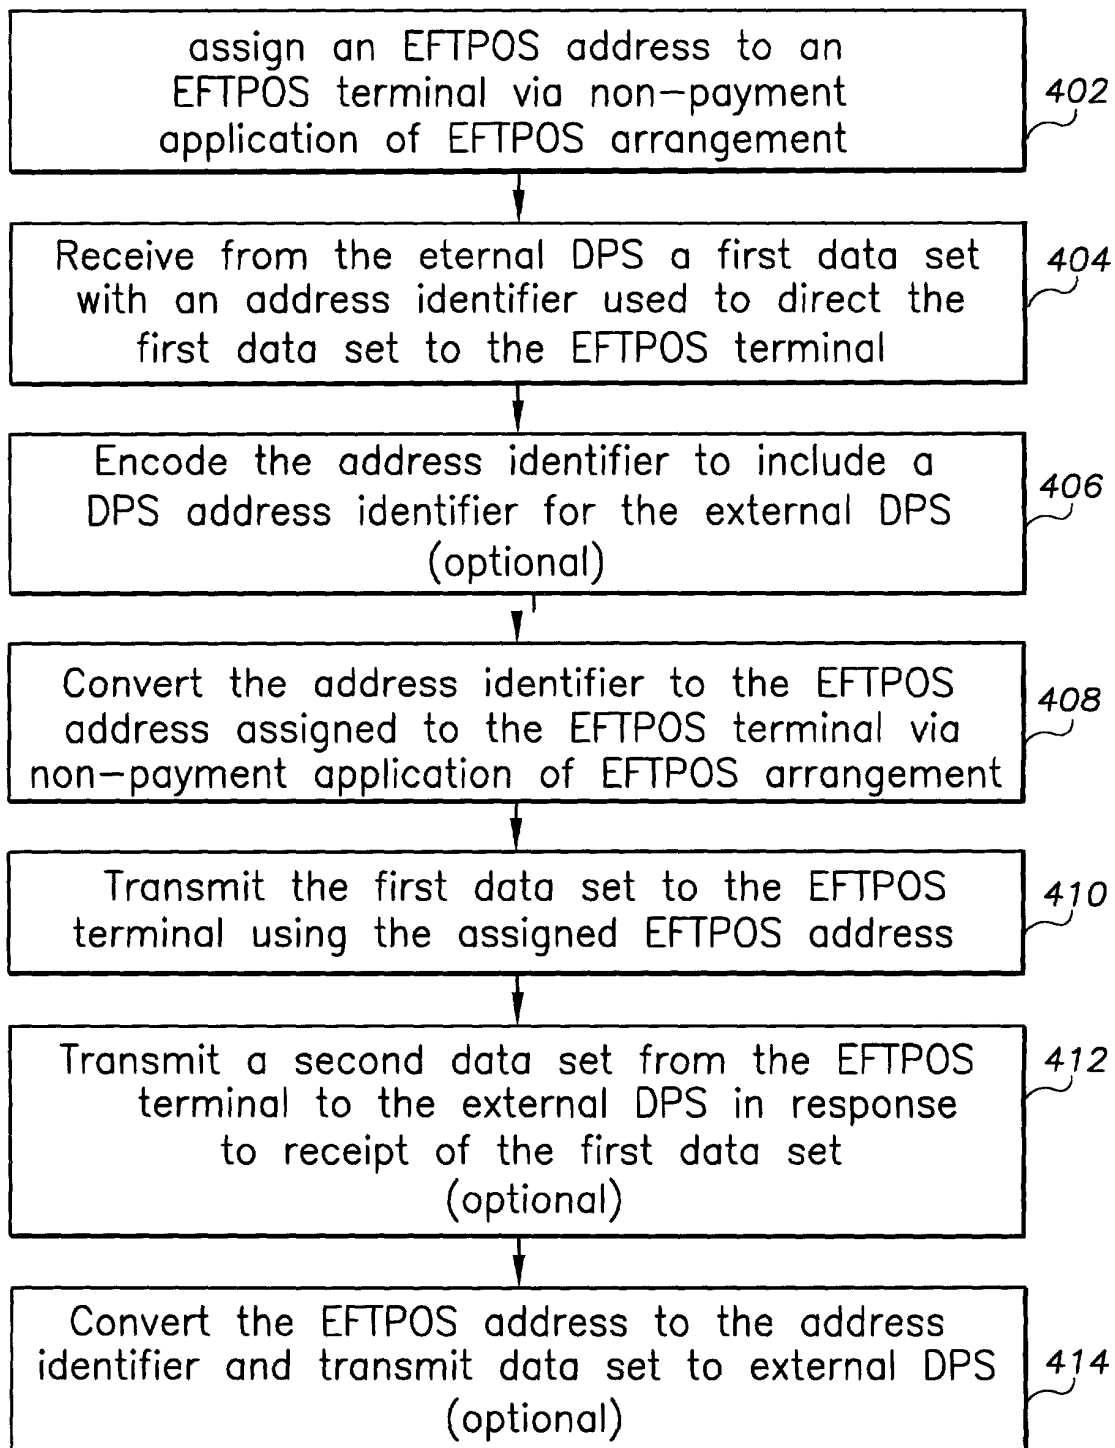 assign an EFTPOS address to an
EFTPOS terminal via non-payment
application of EFTPOS arrangement
402
Receive from the eternal DPS a first data set
with an address identifier used to direct the
first data set to the EFTPOS terminal
404
Encode the address identifier to include a
DPS address identifier for the external DPS
(optional)
406
Convert the address identifier to the EFTPOS
address assigned to the EFTPOS terminal via
non-payment application of EFTPOS arrangement
408
Transmit the first data set to the EFTPOS
terminal using the assigned EFTPOS address
410
Transmit a second data set from the EFTPOS
terminal to the external DPS in response
to receipt of the first data set
(optional)
412
Convert the EFTPOS address to the address
identifier and transmit data set to external DPS
(optional)
414